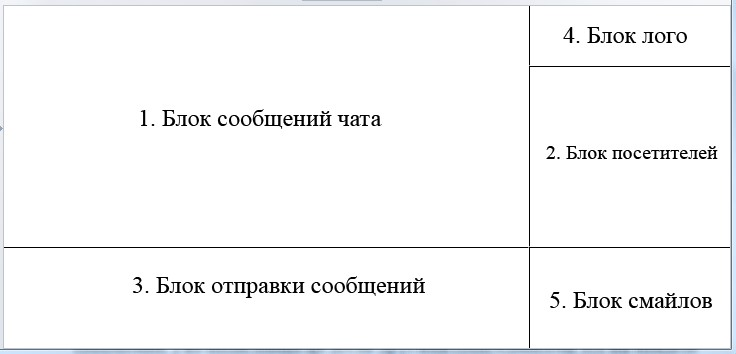 4. Блок лого
1. Блок сообщений чата
2. Блок посетителей
3. Блок отправки сообщений
5. Блок смайлов